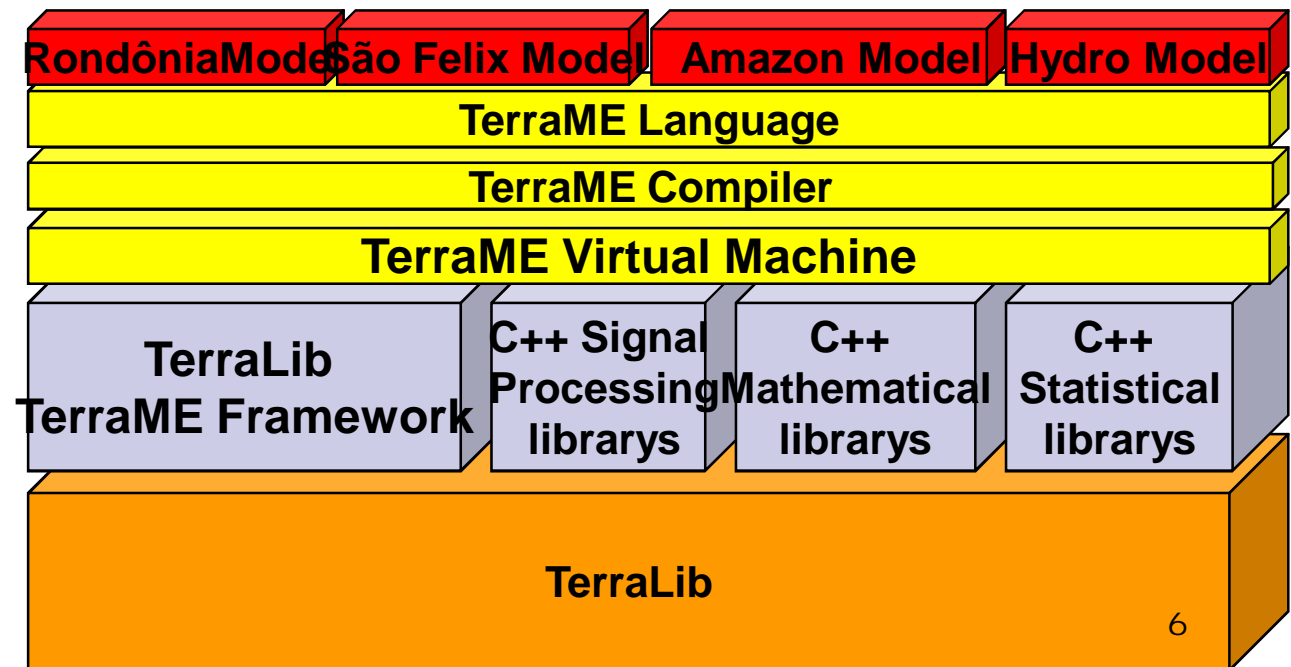 RondôniaModel
São Felix Model
Amazon Model
Hydro Model
TerraME Language
TerraME Compiler
TerraME Virtual Machine
TerraLib
TerraME Framework
C++ Signal
Processing
librarys
C++
Mathematical
librarys
C++
Statistical
librarys
TerraLib
6